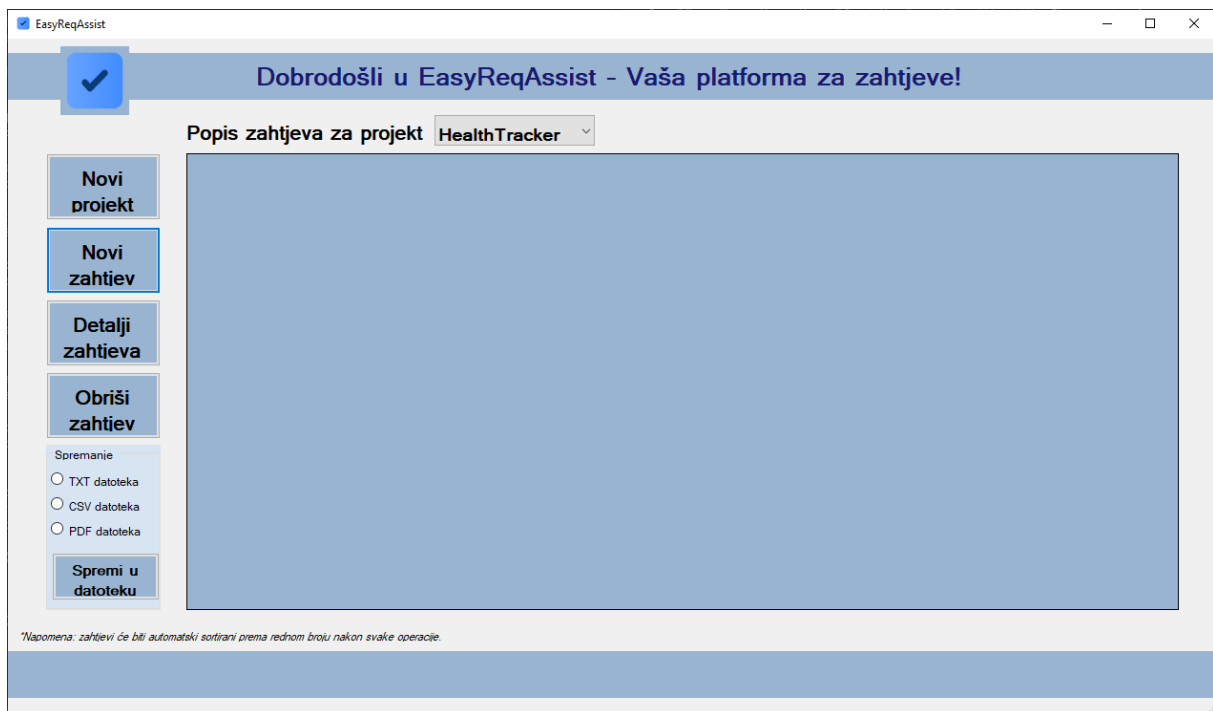 EasyReqAssist
Dobrodošli u EasyReqAssist - Vaša platforma za zahtjeve!
Popis zahtjeva za projekt HealthTracker
Novi
projekt
Novi
zahtjev
Detalji
zahtjeva
Obriši
zahtjev
Spremanje
TXT datoteka
CSV datoteka
PDF datoteka
Spremi u
datoteku
*Napomena: zahtjevi će biti automatski sortirani prema rednom broju nakon svake operacije.